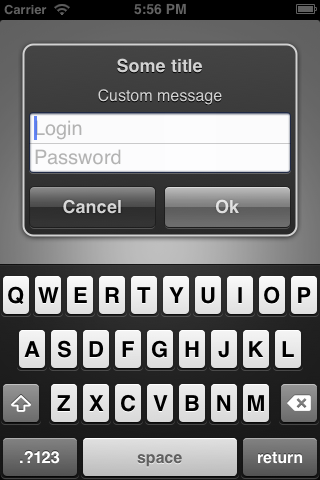 Carrier 5:56 PM
Some title
Custom message
Login
Password
Cancel Ok
Q W E R T Y U I O P
A S D F G H J K L
Z X C V B N M
.?123 space return